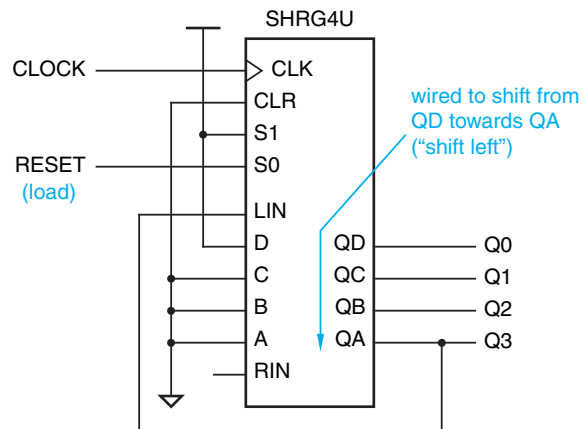 SHRG4U
CLOCK
CLK
CLR
S1
RESET
(load)
S0
LIN
D
C
B
A
RIN
wired to shift from
QD towards QA
(“shift left”)
QD
Q0
QC
Q1
QB
Q2
QA
Q3